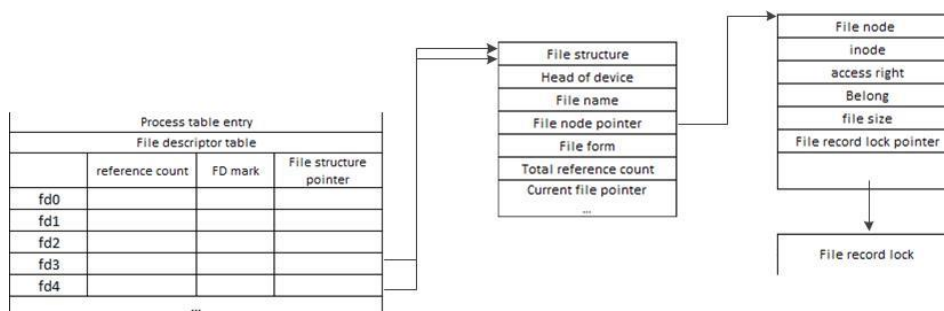 Process table entry
File descriptor table
reference count FD mark File structure
pointer
fd0
fd1
fd2
fd3
fd4
...
File structure
Head of device
File name
File node pointer
File form
Total reference count
Current file pointer
...
File node
inode
access right
Belong
file size
File record lock pointer
File record lock